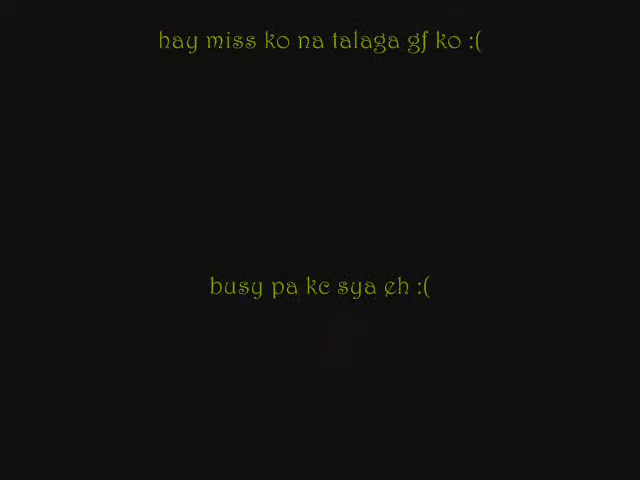 hay miss ko na talaga gf ko :(
busy pa kc sya eh :(